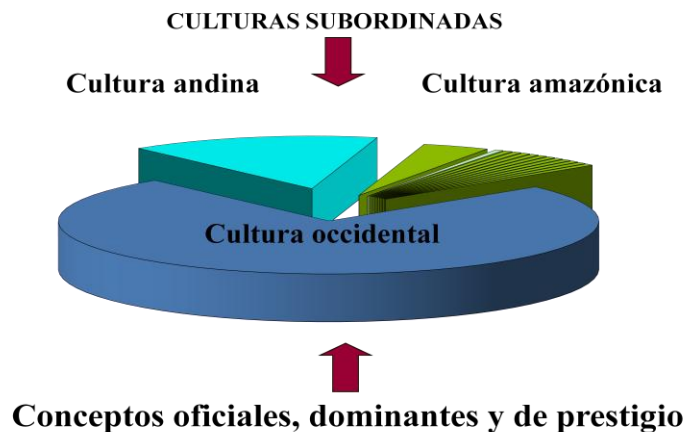 CULTURAS SUBORDINADAS
Cultura andina
Cultura amazónica
Cultura occidental
Conceptos oficiales, dominantes y de prestigio